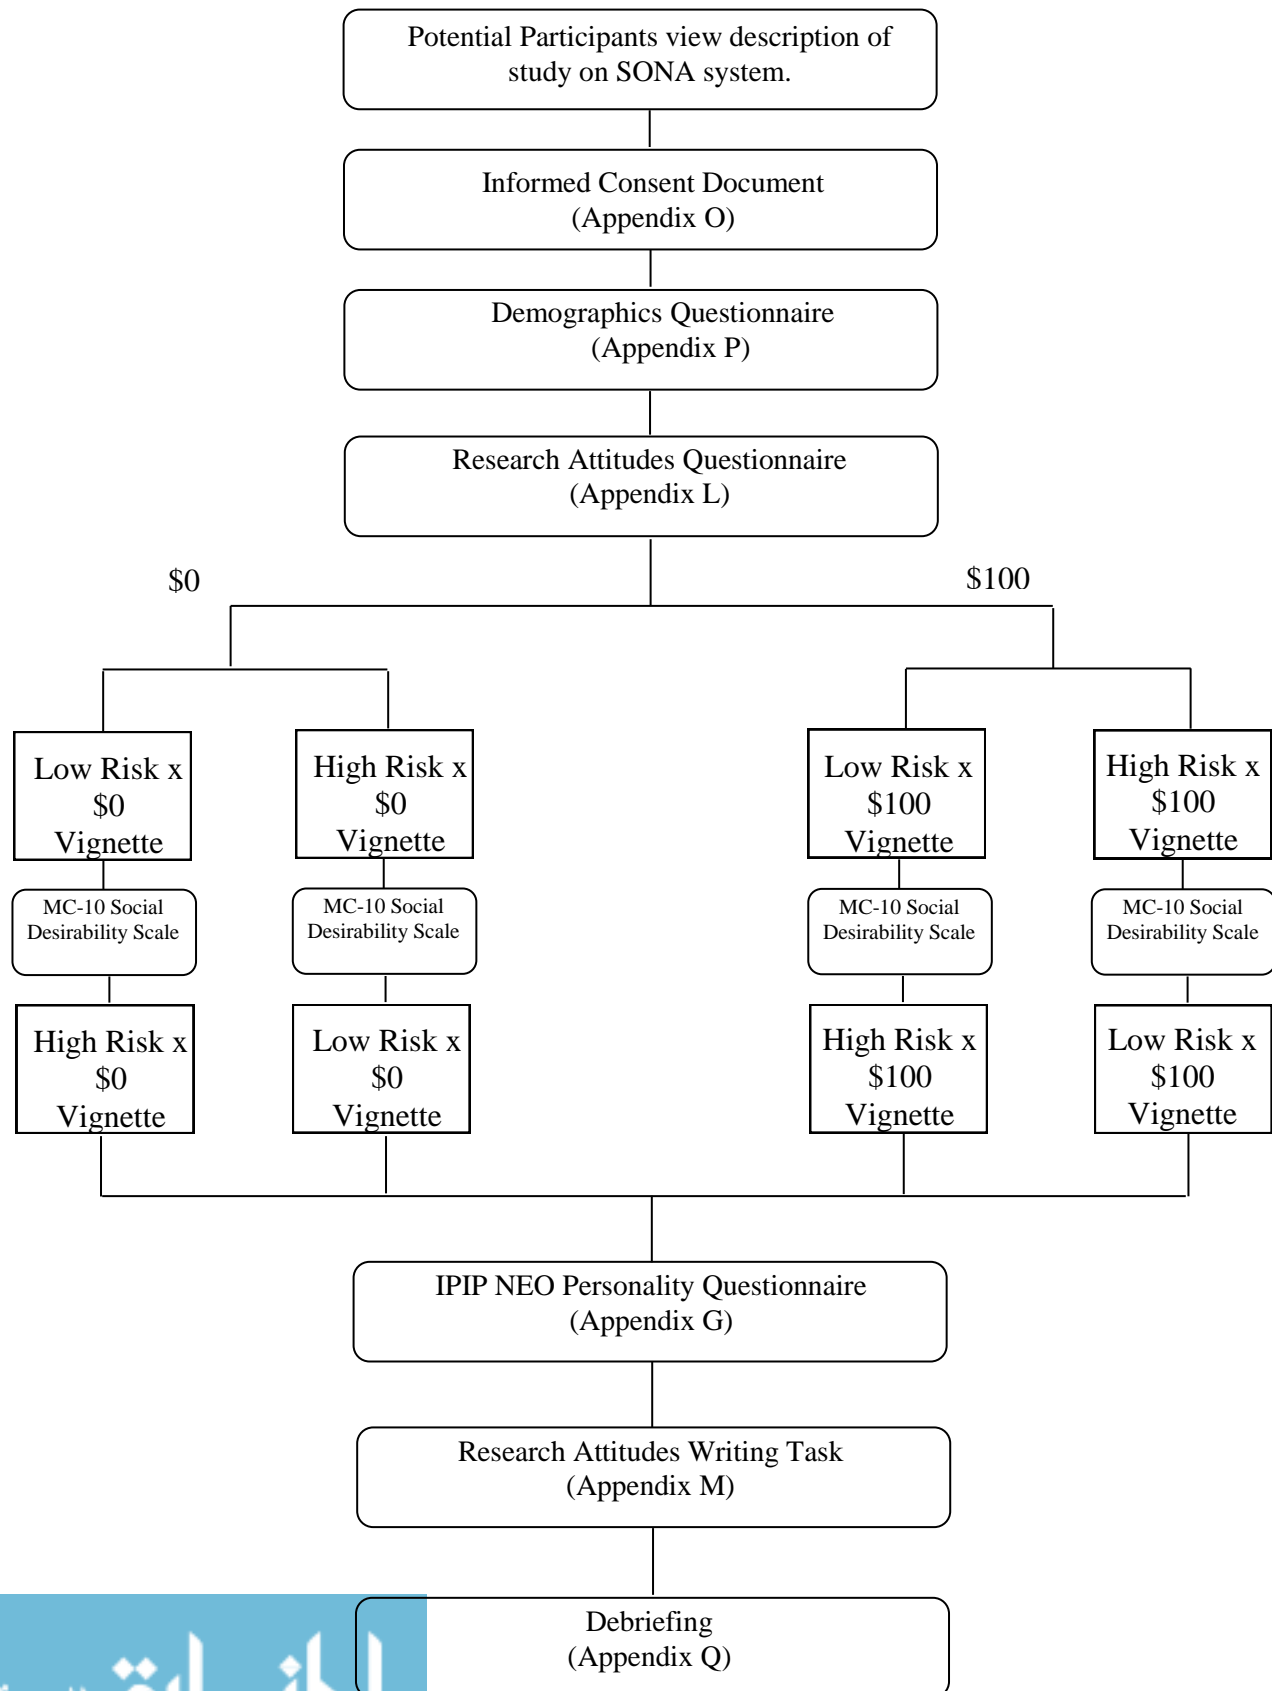 Potential Participants view description of
study on SONA system.
Informed Consent Document
(Appendix O)
Demographics Questionnaire
(Appendix P)
Research Attitudes Questionnaire
(Appendix L)
$0
$100
Low Risk x
$0
Vignette
High Risk x
$0
Vignette
Low Risk x
$100
Vignette
High Risk x
$100
Vignette
MC-10 Social
Desirability Scale
MC-10 Social
Desirability Scale
MC-10 Social
Desirability Scale
MC-10 Social
Desirability Scale
High Risk x
$0
Vignette
Low Risk x
$0
Vignette
High Risk x
$100
Vignette
Low Risk x
$100
Vignette
IPIP NEO Personality Questionnaire
(Appendix G)
Research Attitudes Writing Task
(Appendix M)
Debriefing
(Appendix Q)